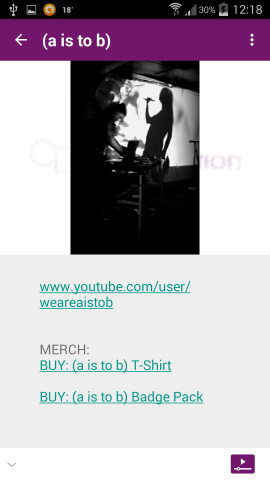 18°
30%
12:18
(a is to b)
www.youtube.com/user/
weareaistob
MERCH:
BUY: (a is to b) T-Shirt
BUY: (a is to b) Badge Pack